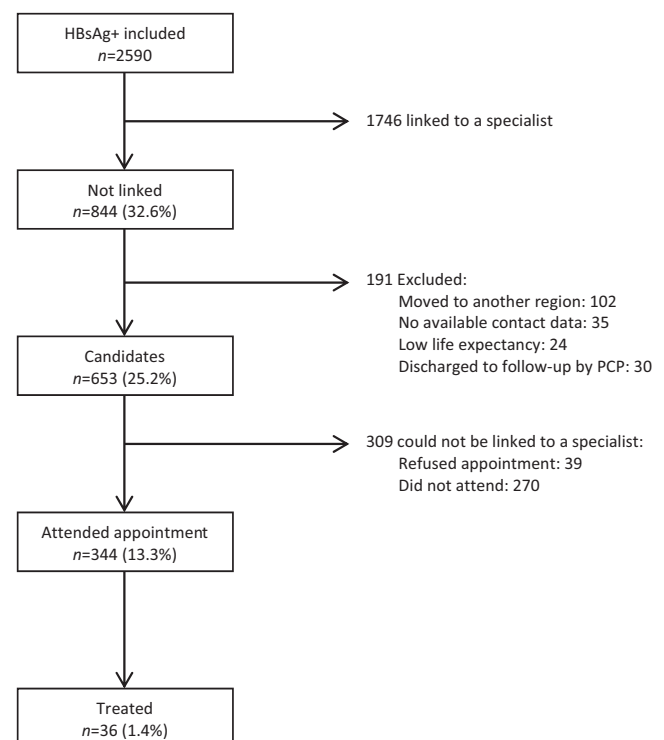 HBsAg+ included
n=2590
1746 linked to a specialist
Not linked
n=844 (32.6%)
191 Excluded:
Moved to another region: 102
No available contact data: 35
Low life expectancy: 24
Discharged to follow-up by PCP: 30
Candidates
n=653 (25.2%)
309 could not be linked to a specialist:
Refused appointment: 39
Did not attend: 270
Attended appointment
n=344 (13.3%)
Treated
n=36 (1.4%)